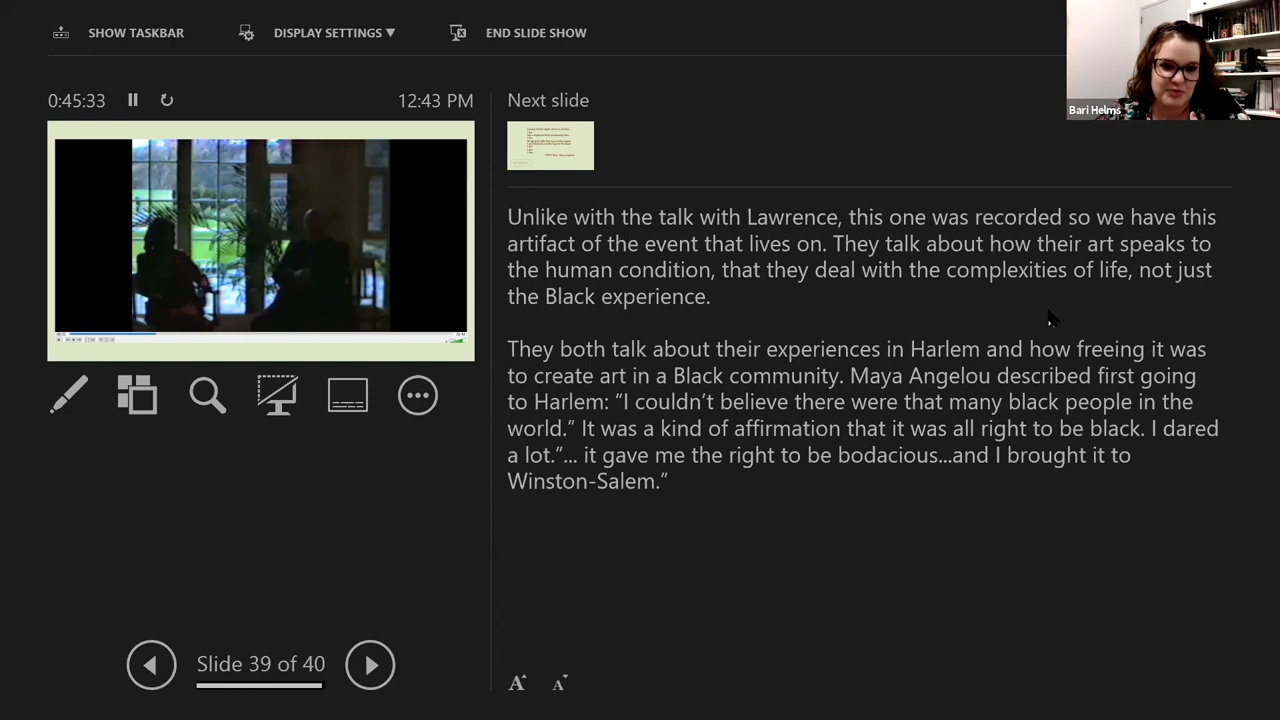 SHOW TASKBAR
DISPLAY SETTINGS ▼
END SLIDE SHOW
Bari Helms
0:45:33
12:43 PM
Next slide
Unlike with the talk with Lawrence, this one was recorded so we have this
artifact of the event that lives on. They talk about how their art speaks to
the human condition, that they deal with the complexities of life, not just
the Black experience.
They both talk about their experiences in Harlem and how freeing it was
to create art in a Black community. Maya Angelou described first going
to Harlem: “I couldn’t believe there were that many black people in the
world.” It was a kind of affirmation that it was all right to be black. I dared
a lot.”... it gave me the right to be bodacious...and I brought it to
Winston-Salem.”
Slide 39 of 40
A A